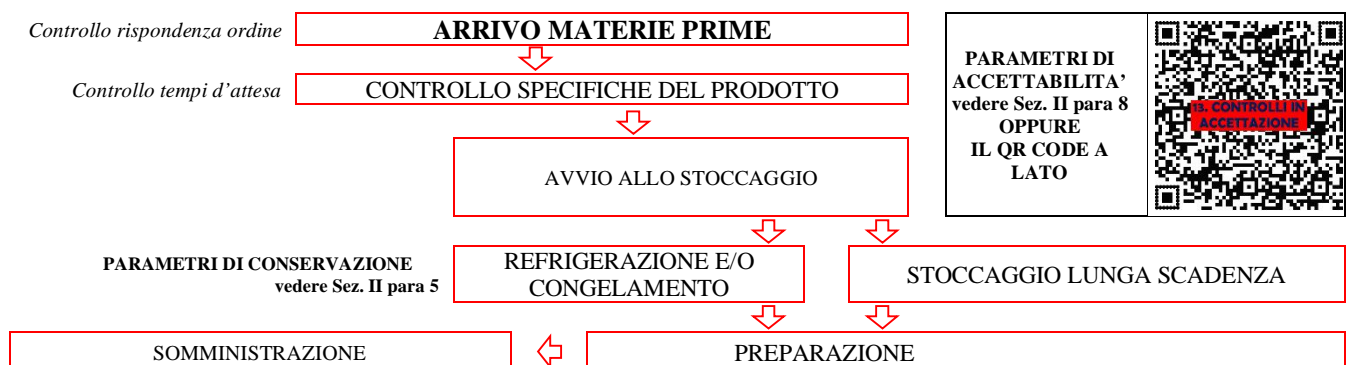 Controllo rispondenza ordine
ARRIVO MATERIE PRIME
Controllo tempi d'attesa
CONTROLLO SPECIFICHE DEL PRODOTTO
PARAMETRI DI
ACCETTABILITA'
vedere Sez. II para 8
OPPURE
IL QR CODE A
LATO
13. CONTROLLI IN
ACCETTAZIONE
AVVIO ALLO STOCCAGGIO
PARAMETRI DI CONSERVAZIONE
vedere Sez. II para 5
REFRIGERAZIONE E/O
CONGELAMENTO
STOCCAGGIO LUNGA SCADENZA
SOMMINISTRAZIONE
PREPARAZIONE